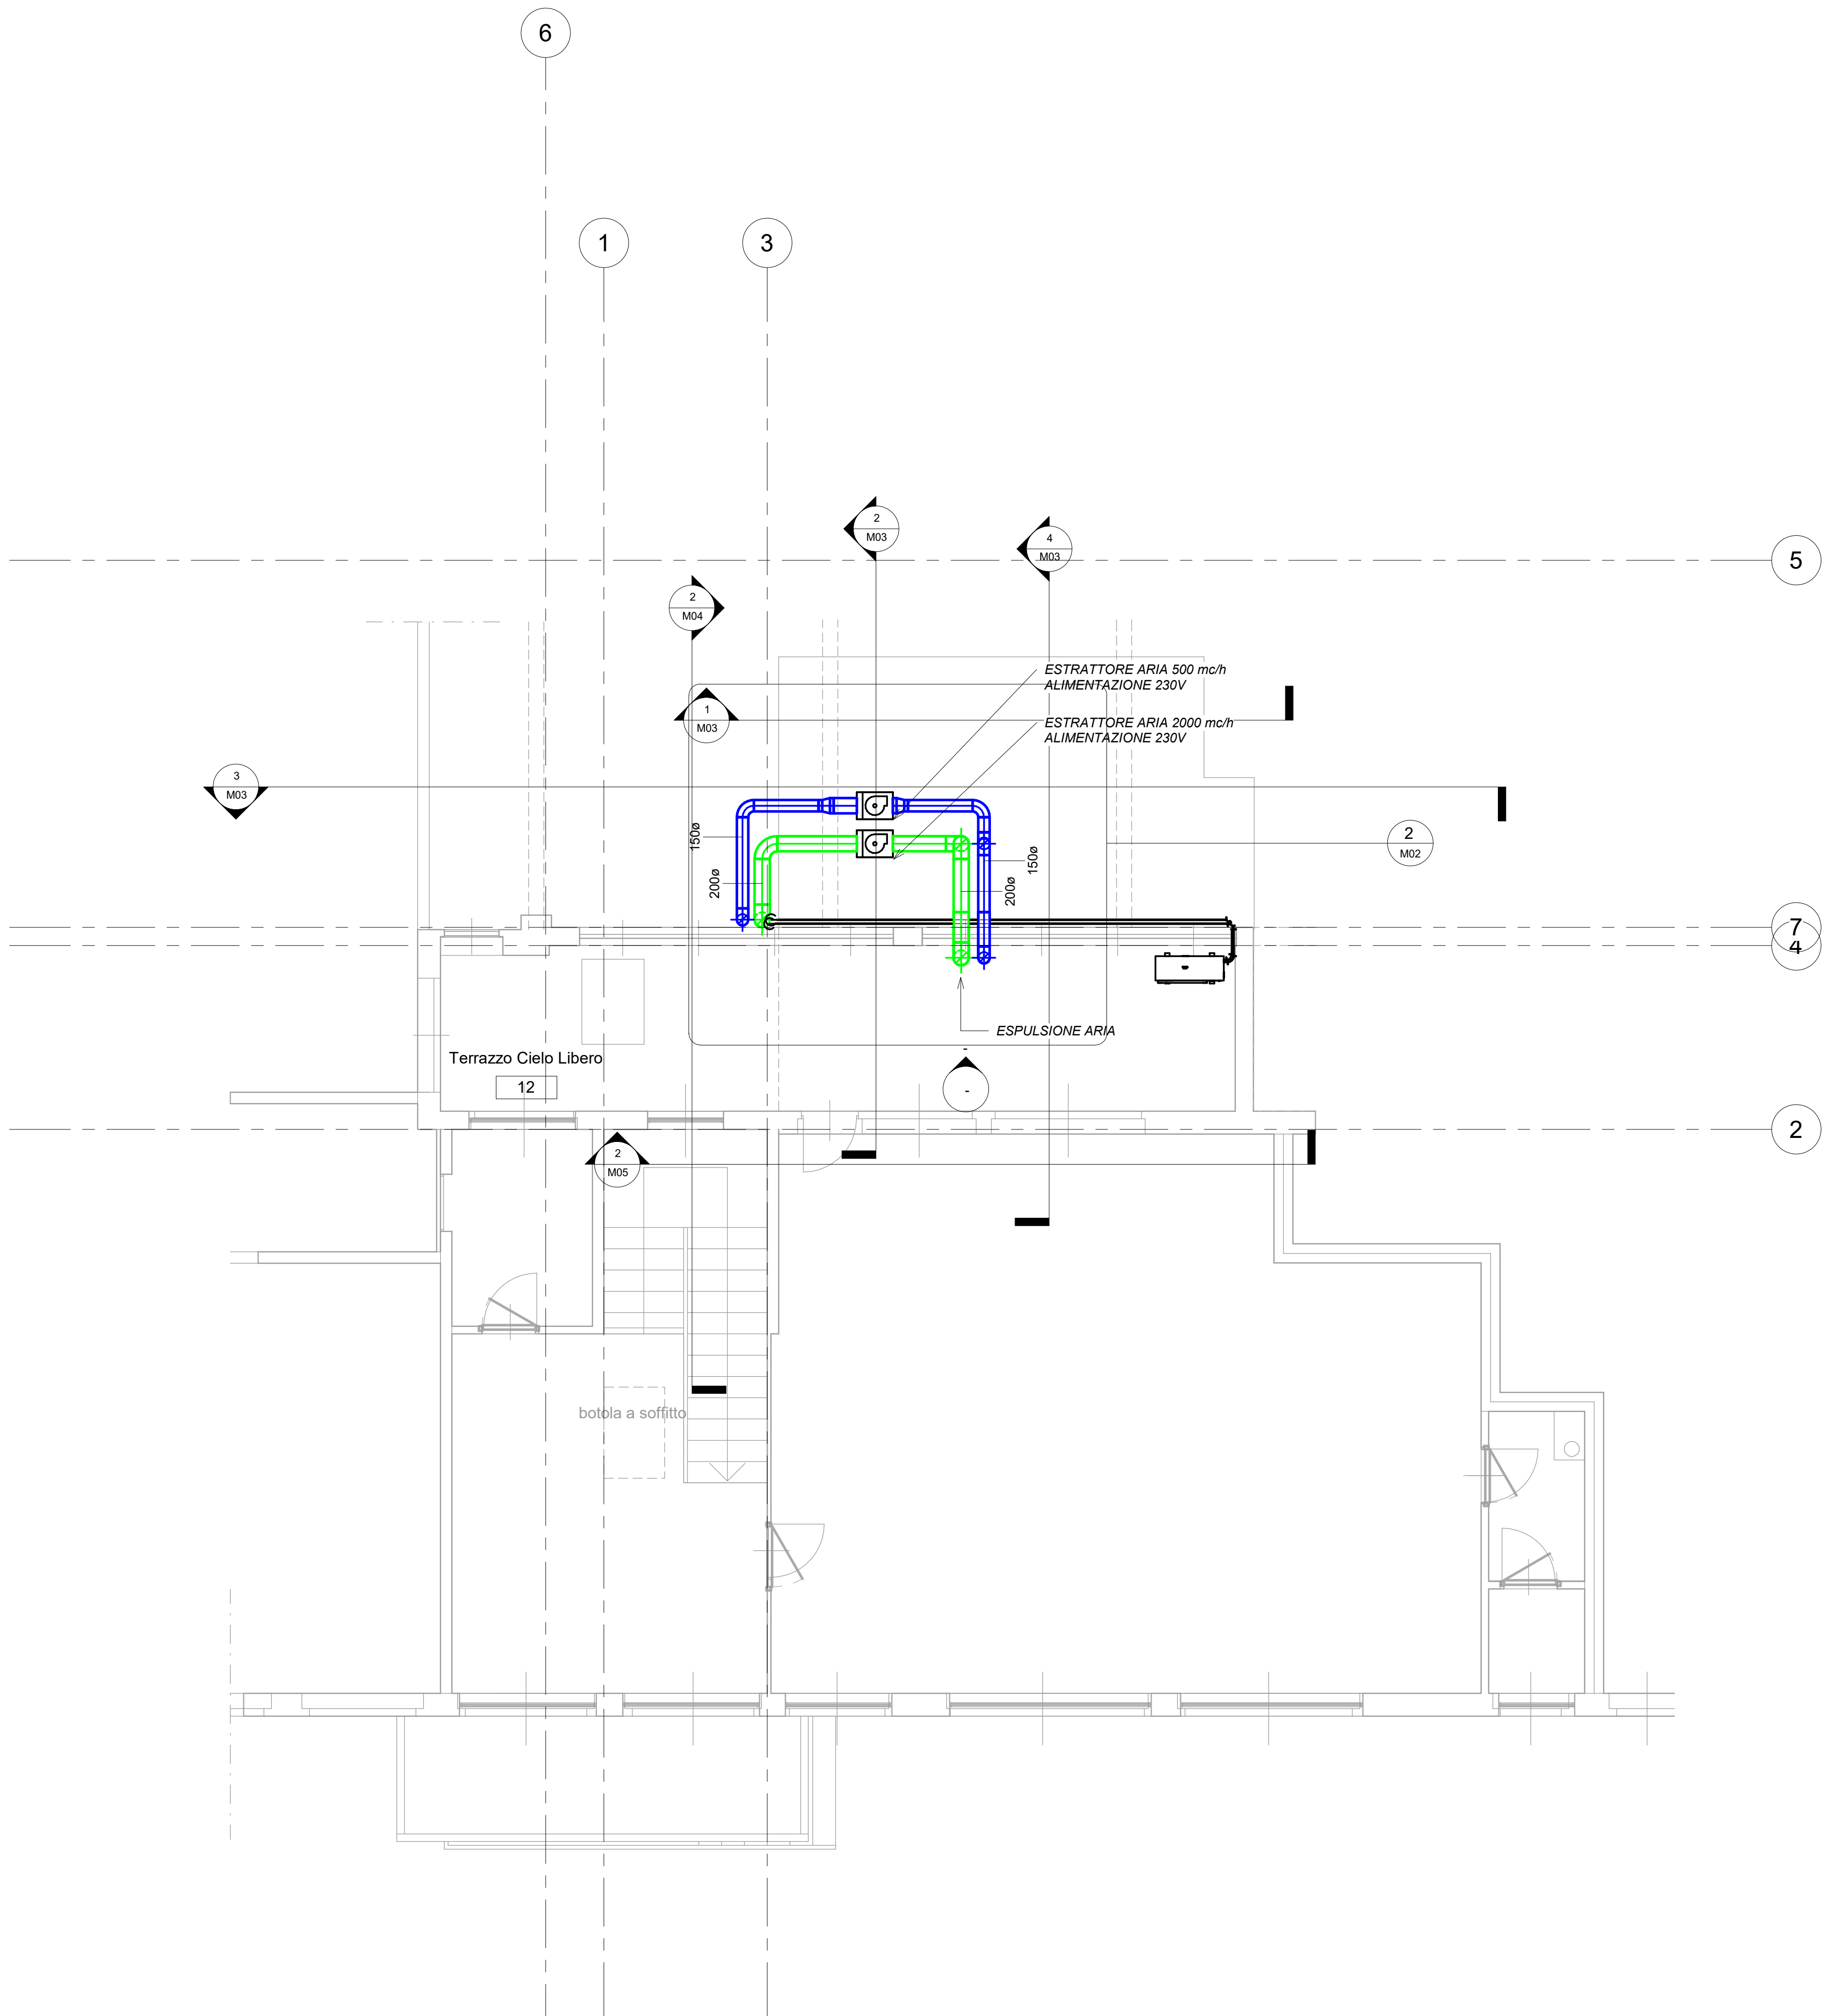 6
1
3
2
M03
4
M03
5
2
M04
ESTRATTORE ARIA 500 mc/h
ALIMENTAZIONE 230V
1
M03
ESTRATTORE ARIA 2000 mc/h
ALIMENTAZIONE 230V
3
M03
150ø
2
M02
150ø
200ø
200ø
7
4
ESPULSIONE ARIA
-
-
Terrazzo Cielo Libero
12
2
2
M05
botola a soffitto